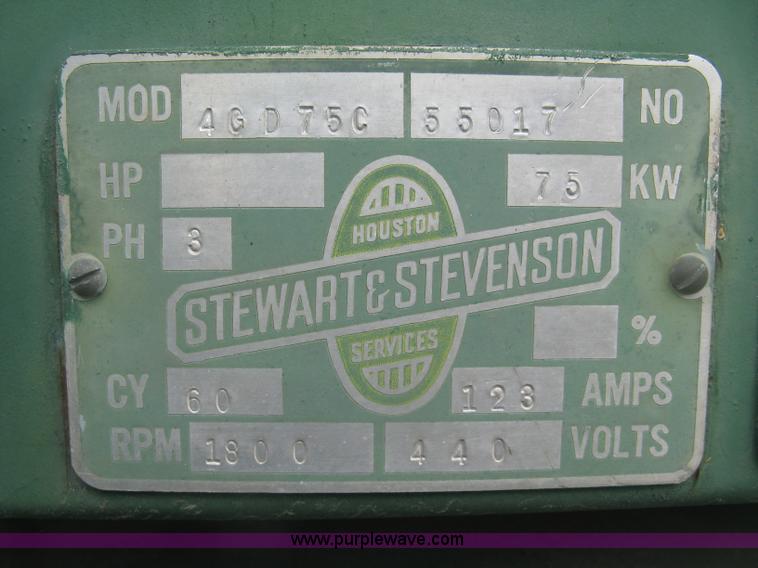 MOD 4GD75C 55017 NO
HP 75 KW
PH 3
HOUSTON
STEWART & STEVENSON
SERVICES
%
CY 60 123 AMPS
RPM 1800 440 VOLTS
www.purplewave.com